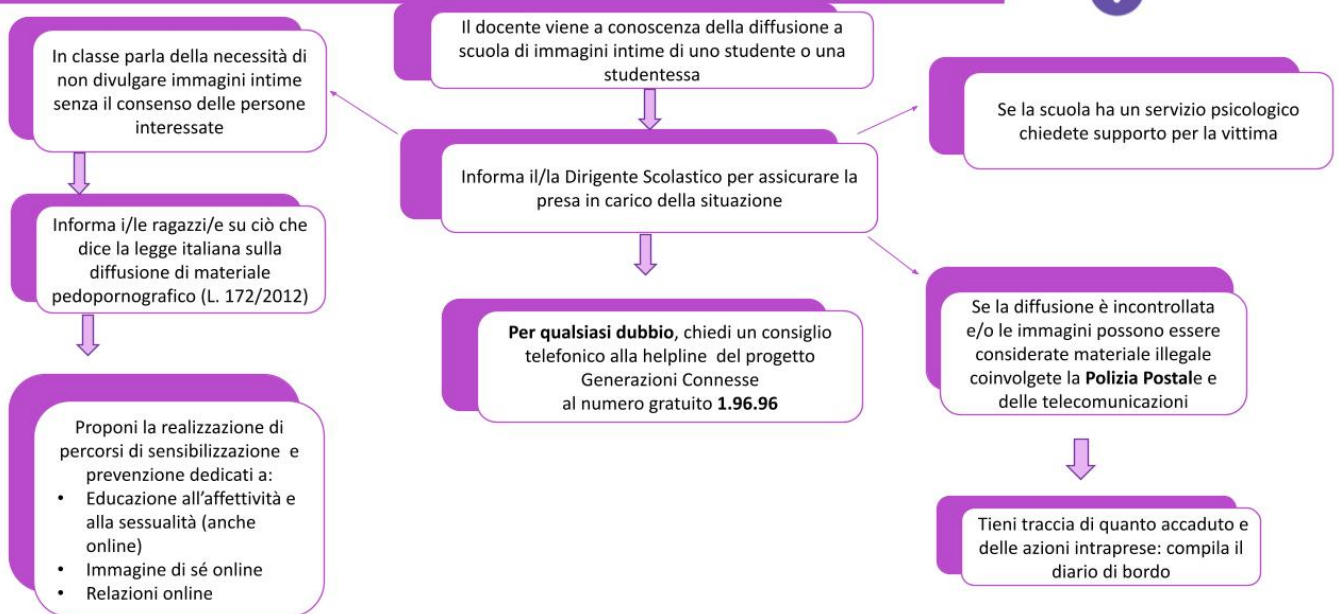 Il docente viene a conoscenza della diffusione a
scuola di immagini intime di uno studente o una
studentessa
In classe parla della necessità di
non divulgare immagini intime
senza il consenso delle persone
interessate
Se la scuola ha un servizio psicologico
chiedete supporto per la vittima
Informa il/la Dirigente Scolastico per assicurare la
presa in carico della situazione
Informa i/le ragazzi/e su ciò che
dice la legge italiana sulla
diffusione di materiale
pedopornografico (L. 172/2012)
Per qualsiasi dubbio, chiedi un consiglio
telefonico alla helpline del progetto
Generazioni Connesse
al numero gratuito 1.96.96
Se la diffusione è incontrollata
e/o le immagini possono essere
considerate materiale illegale
coinvolgete la Polizia Postale e
delle telecomunicazioni
Proponi la realizzazione di
percorsi di sensibilizzazione e
prevenzione dedicati a:
• Educazione all'affettività e
alla sessualità (anche
online)
• Immagine di sé online
• Relazioni online
Tieni traccia di quanto accaduto e
delle azioni intraprese: compila il
diario di bordo